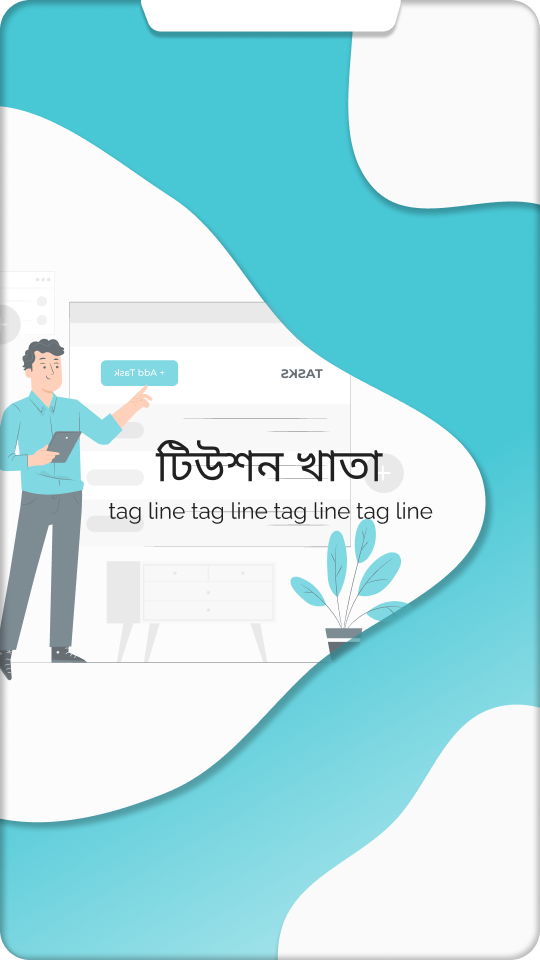 + Add Task
TASKS
টিউশন খাতা
tag line tag line tag line tag line